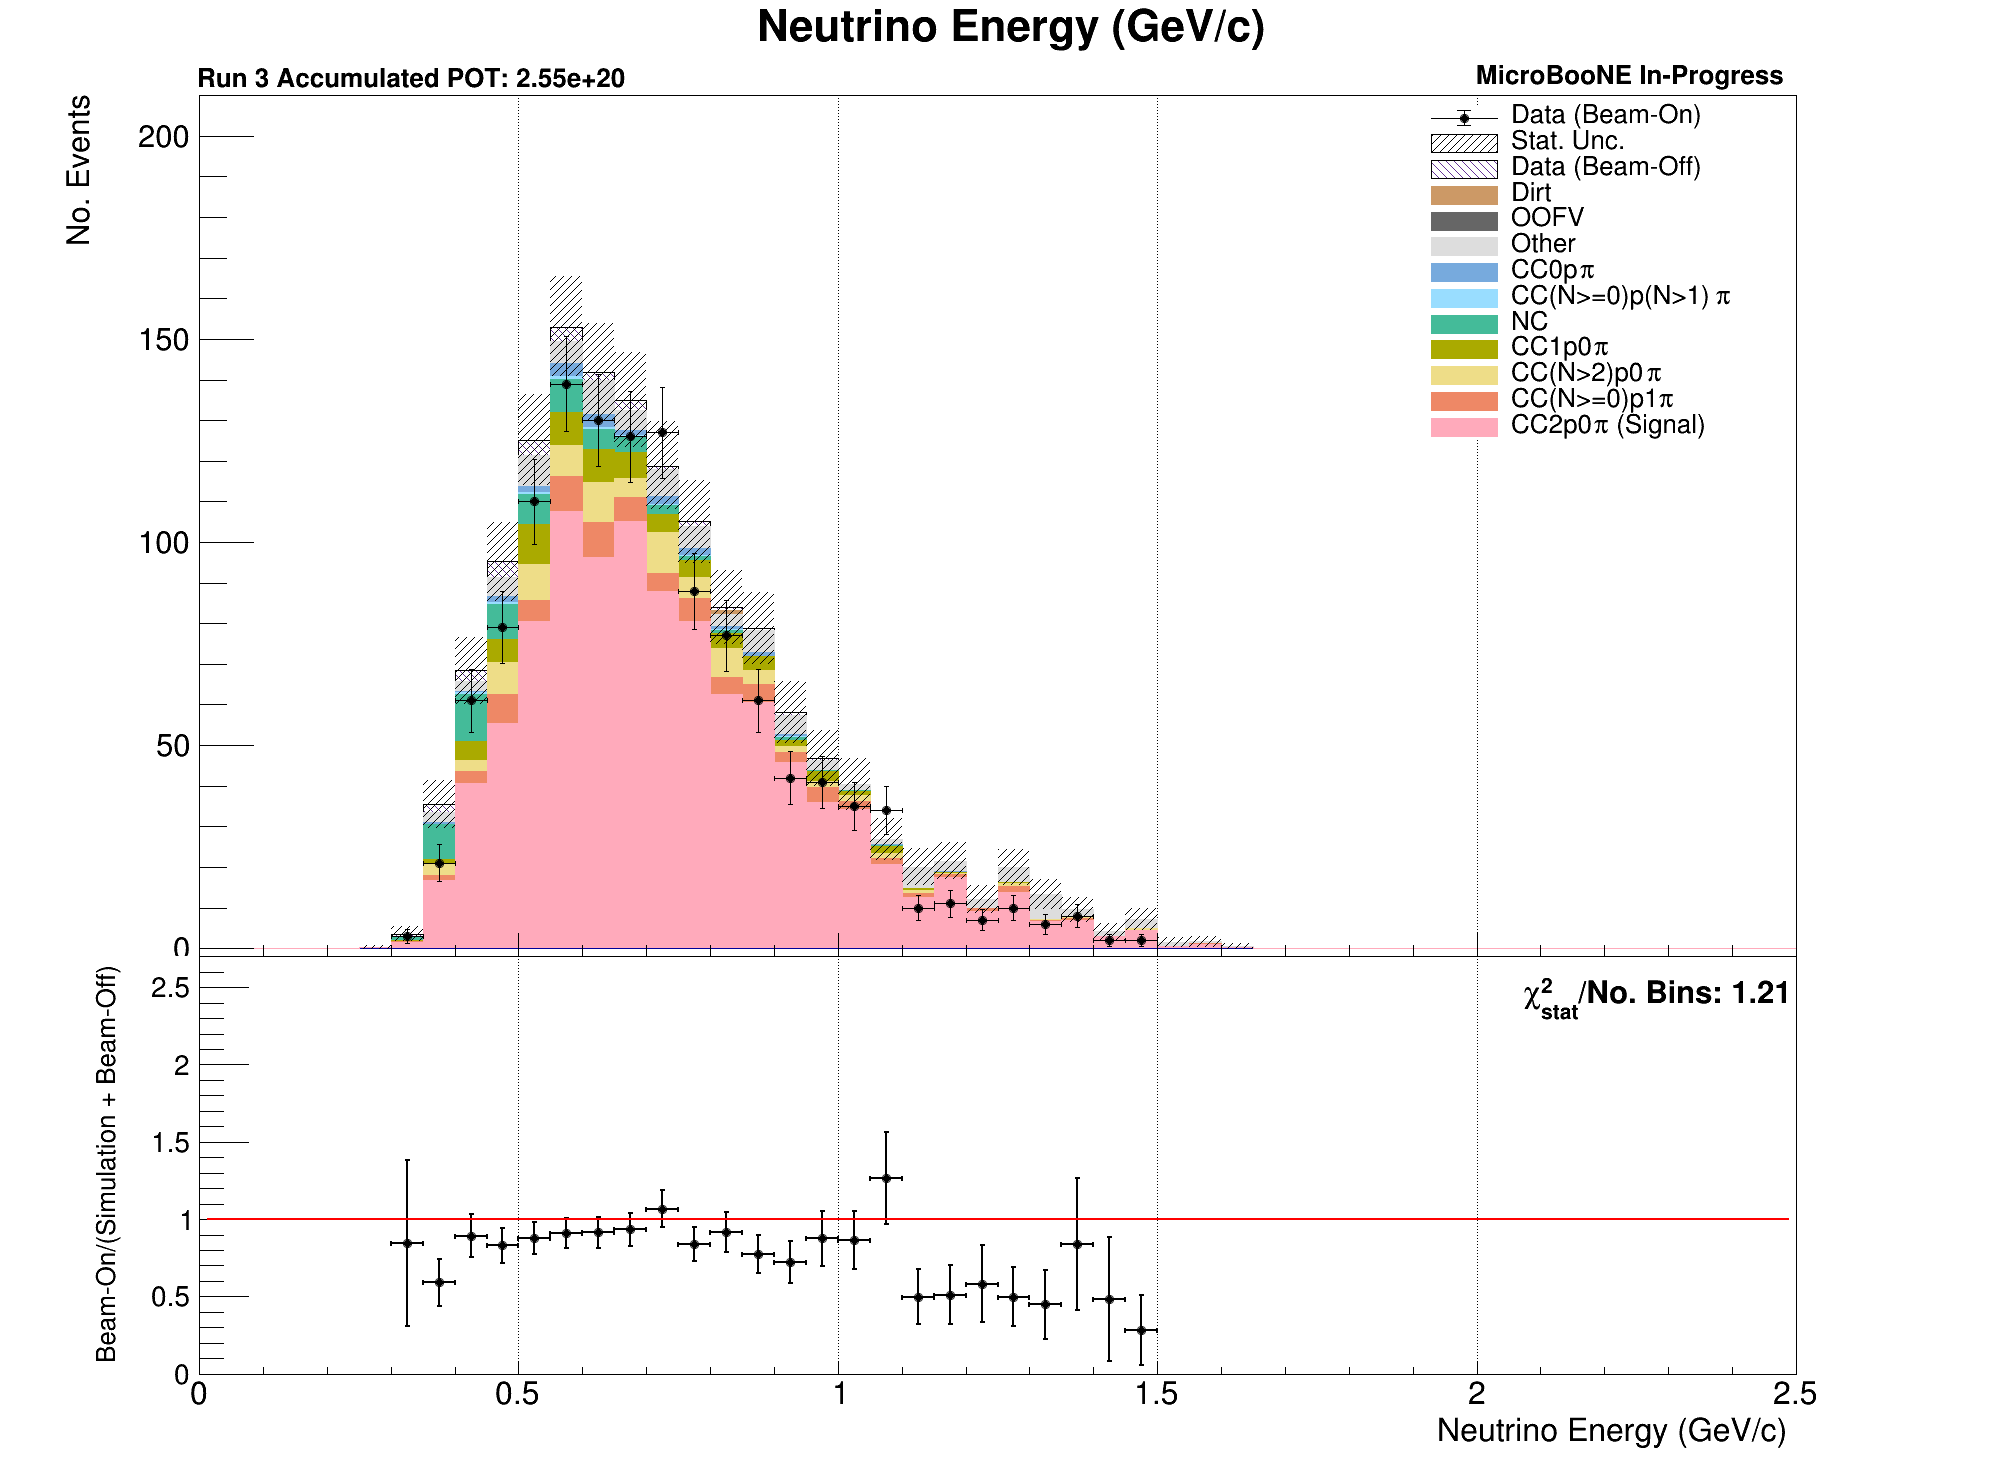 Neutrino Energy (GeV/c)
Run 3 Accumulated POT: 2.55e+20
MicroBooNE In-Progress
No. Events
200
150
100
50
0
Data (Beam-On)
Stat. Unc.
Data (Beam-Off)
Dirt
OOFV
Other
CC0pπ
CC(N>=0)p(N>1) π
NC
CC1p0π
CC(N>2)p0π
CC(N>=0)p1π
CC2p0π (Signal)
Beam-On/(Simulation + Beam-Off)
2.5
2
1.5
1
0.5
0
χ²stat/No. Bins: 1.21
0 0.5 1 1.5 2 2.5
Neutrino Energy (GeV/c)